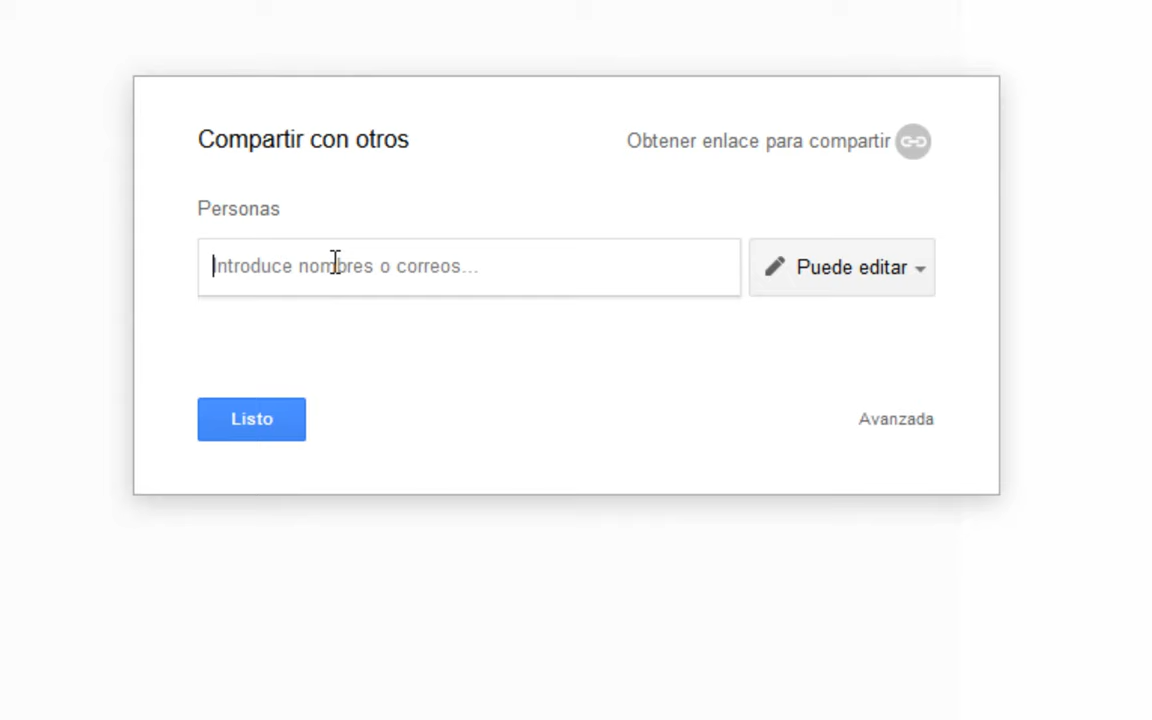 Compartir con otros
Obtener enlace para compartir
Personas
Introduce nombres o correos...
Puede editar
Listo
Avanzada